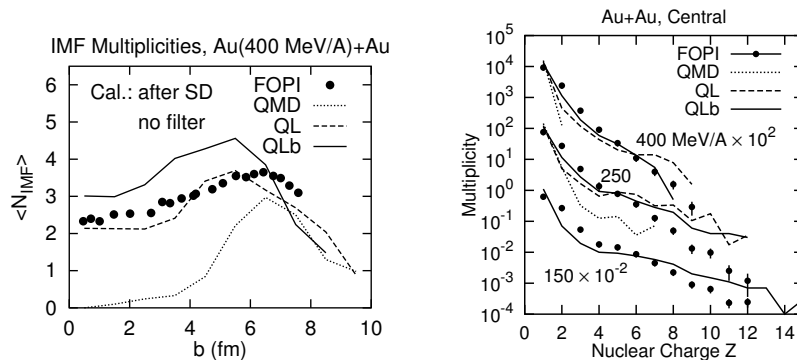 IMF Multiplicities, Au(400 MeV/A)+Au
Cal.: after SD
no filter
FOPI
QMD
QL
QLb
<N_IMF>
6
5
4
3
2
1
0
0 2 4 6 8 10
b (fm)
Au+Au, Central
FOPI
QMD
QL
QLb
400 MeV/A × 10^2
250
150 × 10^-2
Multiplicity
10^5
10^4
10^3
10^2
10^1
10^0
10^-1
10^-2
10^-3
10^-4
0 2 4 6 8 10 12 14
Nuclear Charge Z